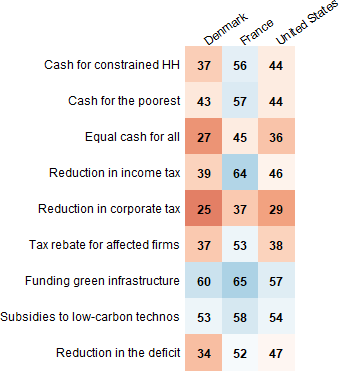 Denmark France United States
Cash for constrained HH 37 56 44
Cash for the poorest 43 57 44
Equal cash for all 27 45 36
Reduction in income tax 39 64 46
Reduction in corporate tax 25 37 29
Tax rebate for affected firms 37 53 38
Funding green infrastructure 60 65 57
Subsidies to low-carbon technos 53 58 54
Reduction in the deficit 34 52 47